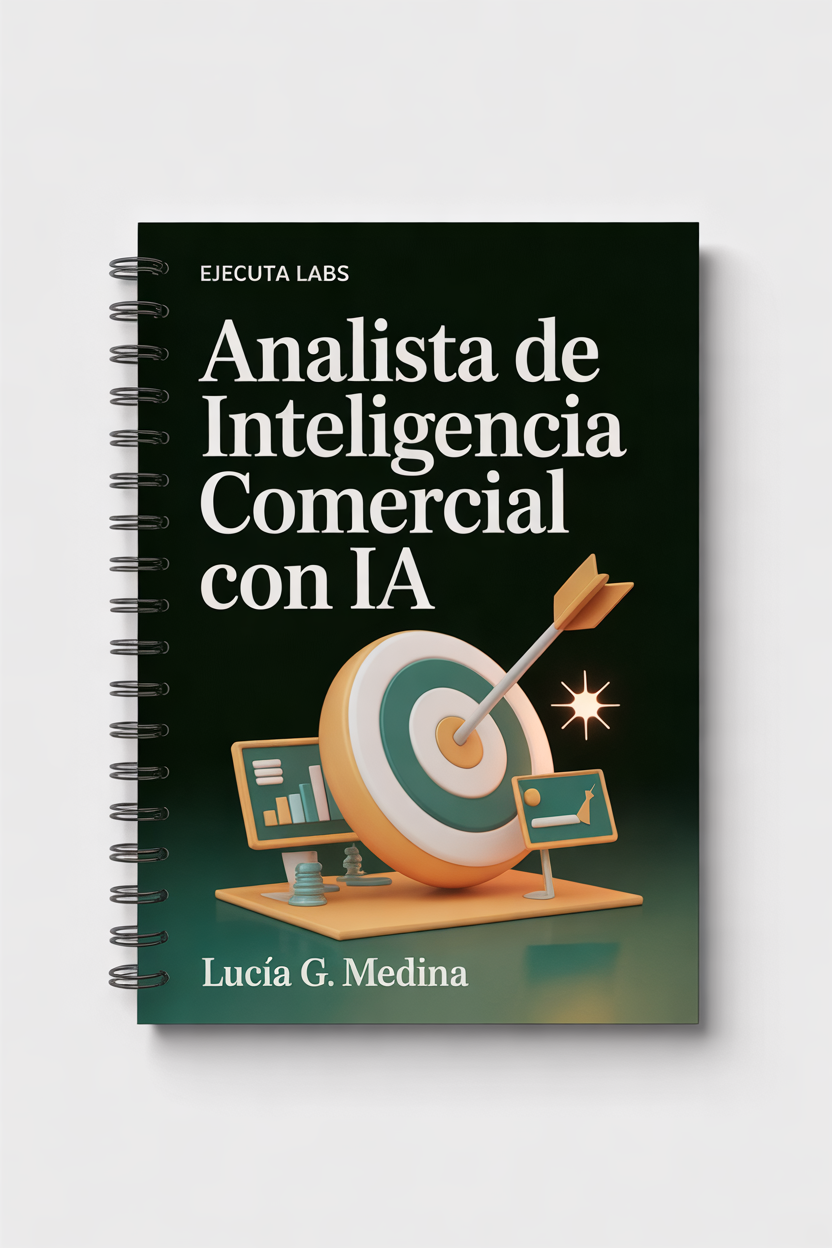 EJECUTA LABS
Analista de
Inteligencia
Comercial
con IA
Lucía G. Medina